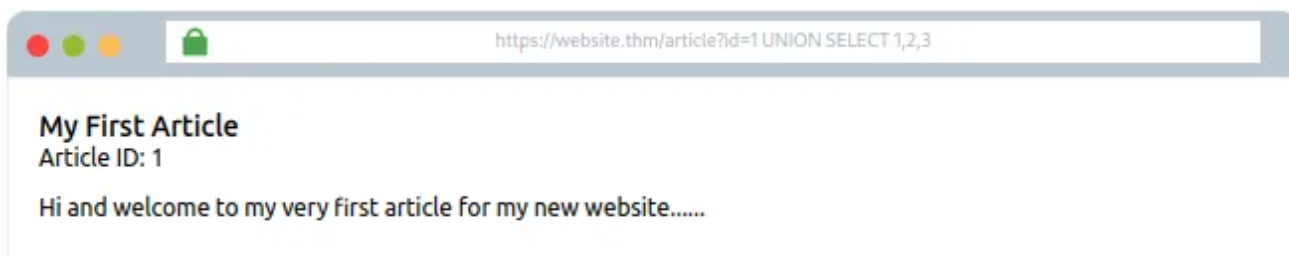 https://website.thm/article?id=1 UNION SELECT 1,2,3
My First Article
Article ID: 1
Hi and welcome to my very first article for my new website......